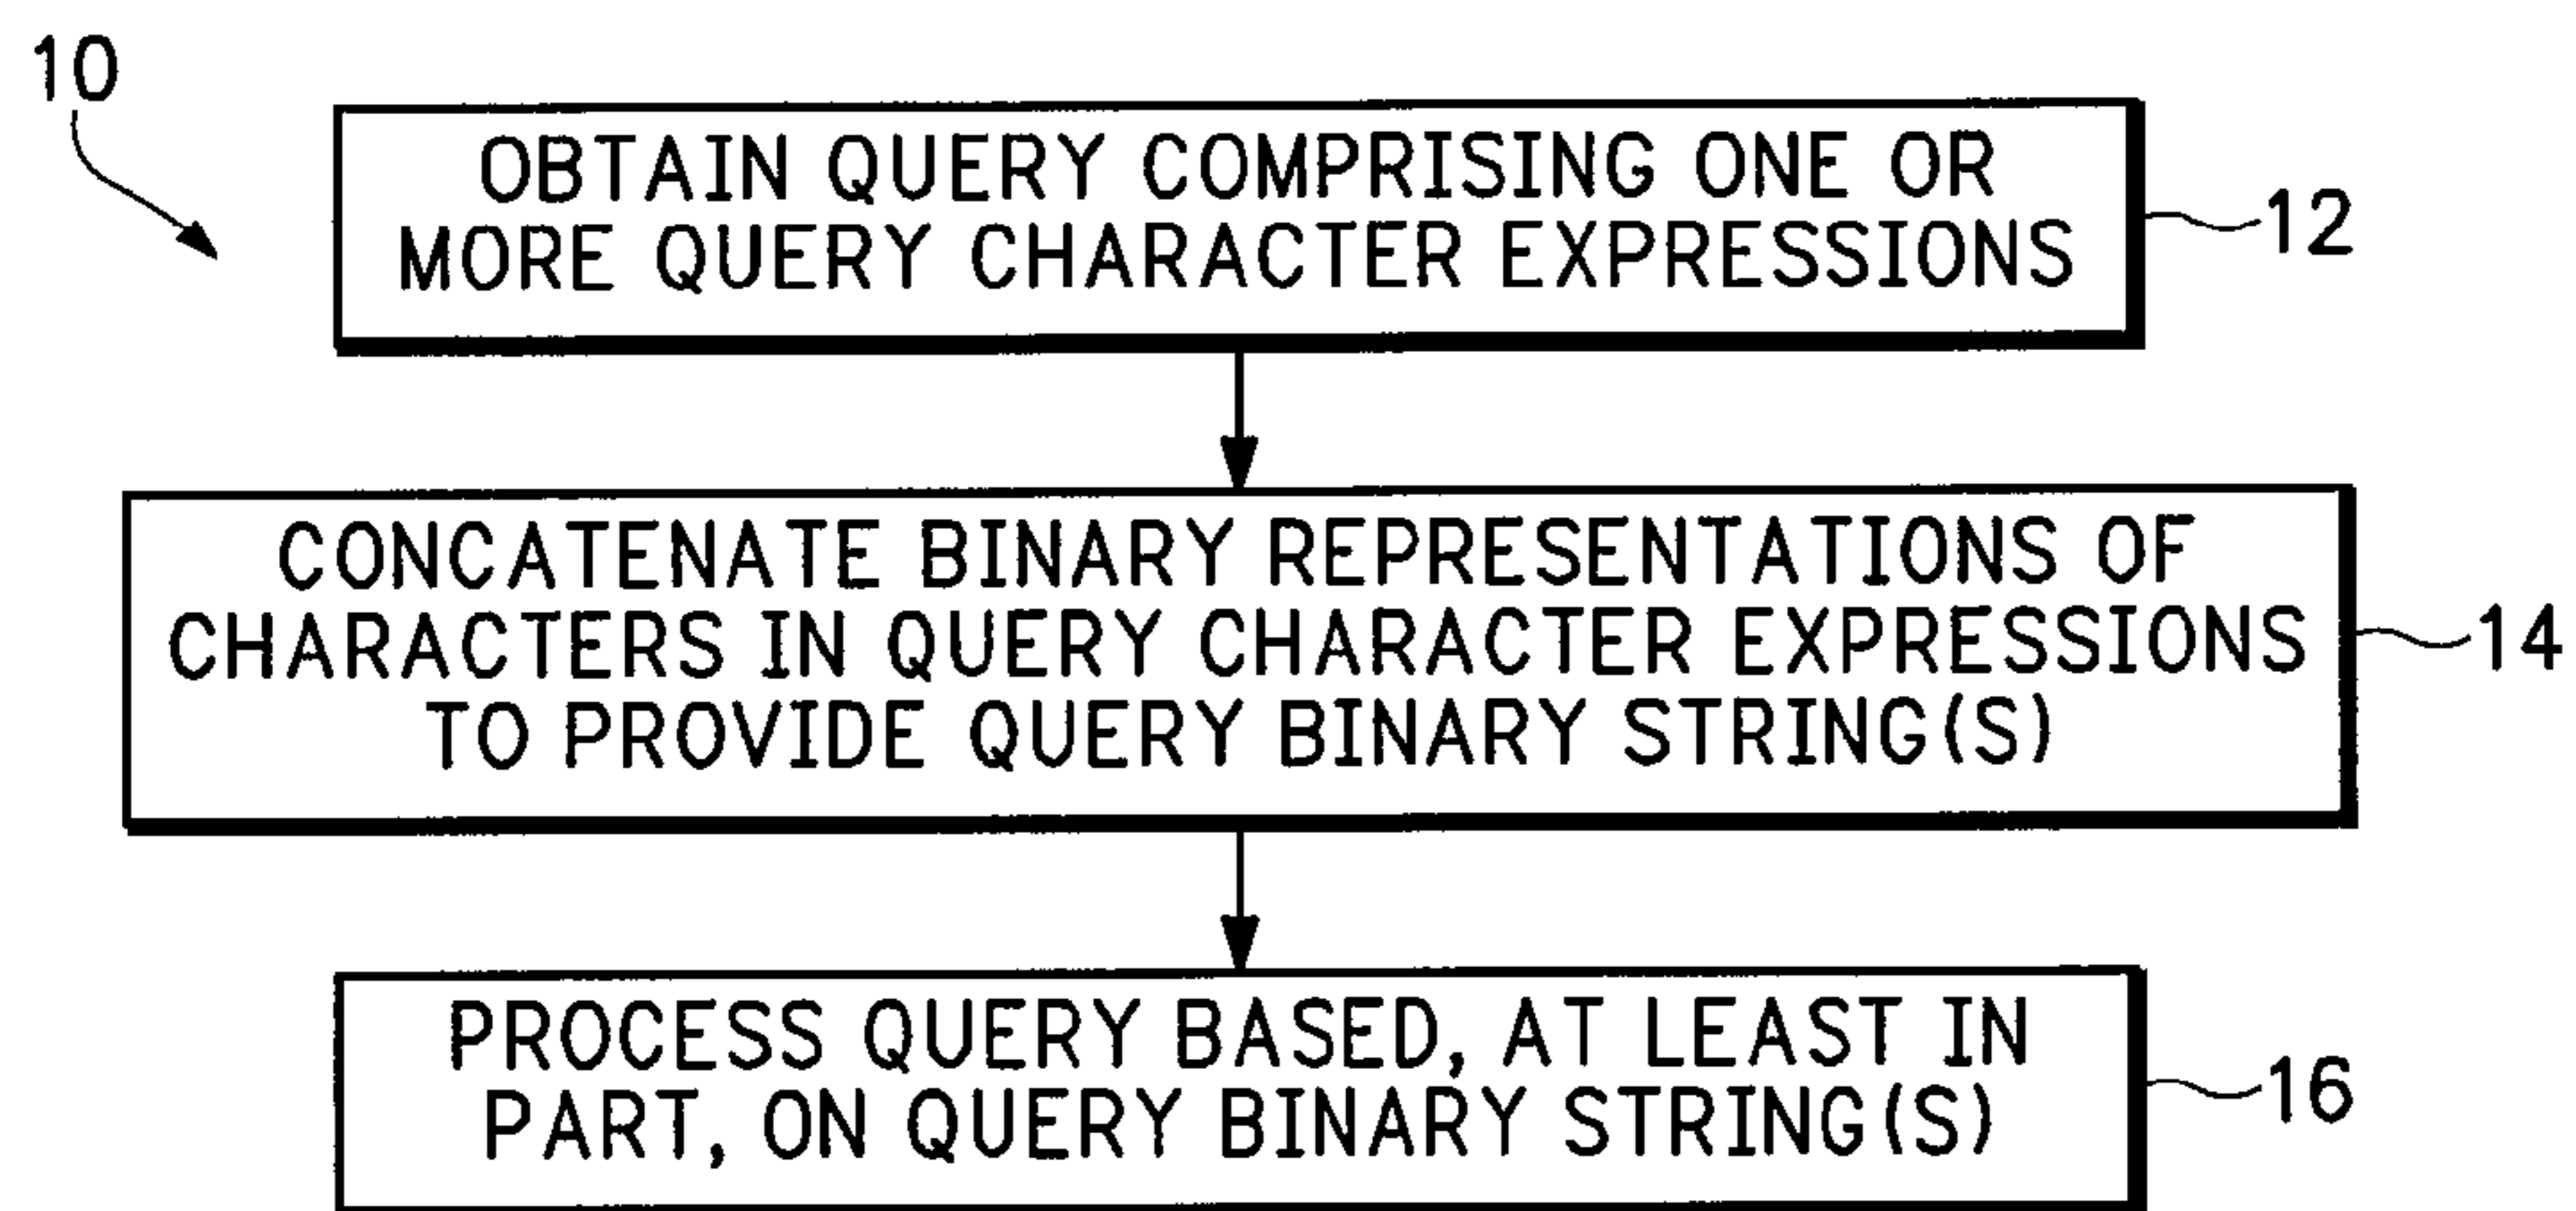 10
OBTAIN QUERY COMPRISING ONE OR
MORE QUERY CHARACTER EXPRESSIONS
12
CONCATENATE BINARY REPRESENTATIONS OF
CHARACTERS IN QUERY CHARACTER EXPRESSIONS
TO PROVIDE QUERY BINARY STRING(S)
14
PROCESS QUERY BASED, AT LEAST IN
PART, ON QUERY BINARY STRING(S)
16